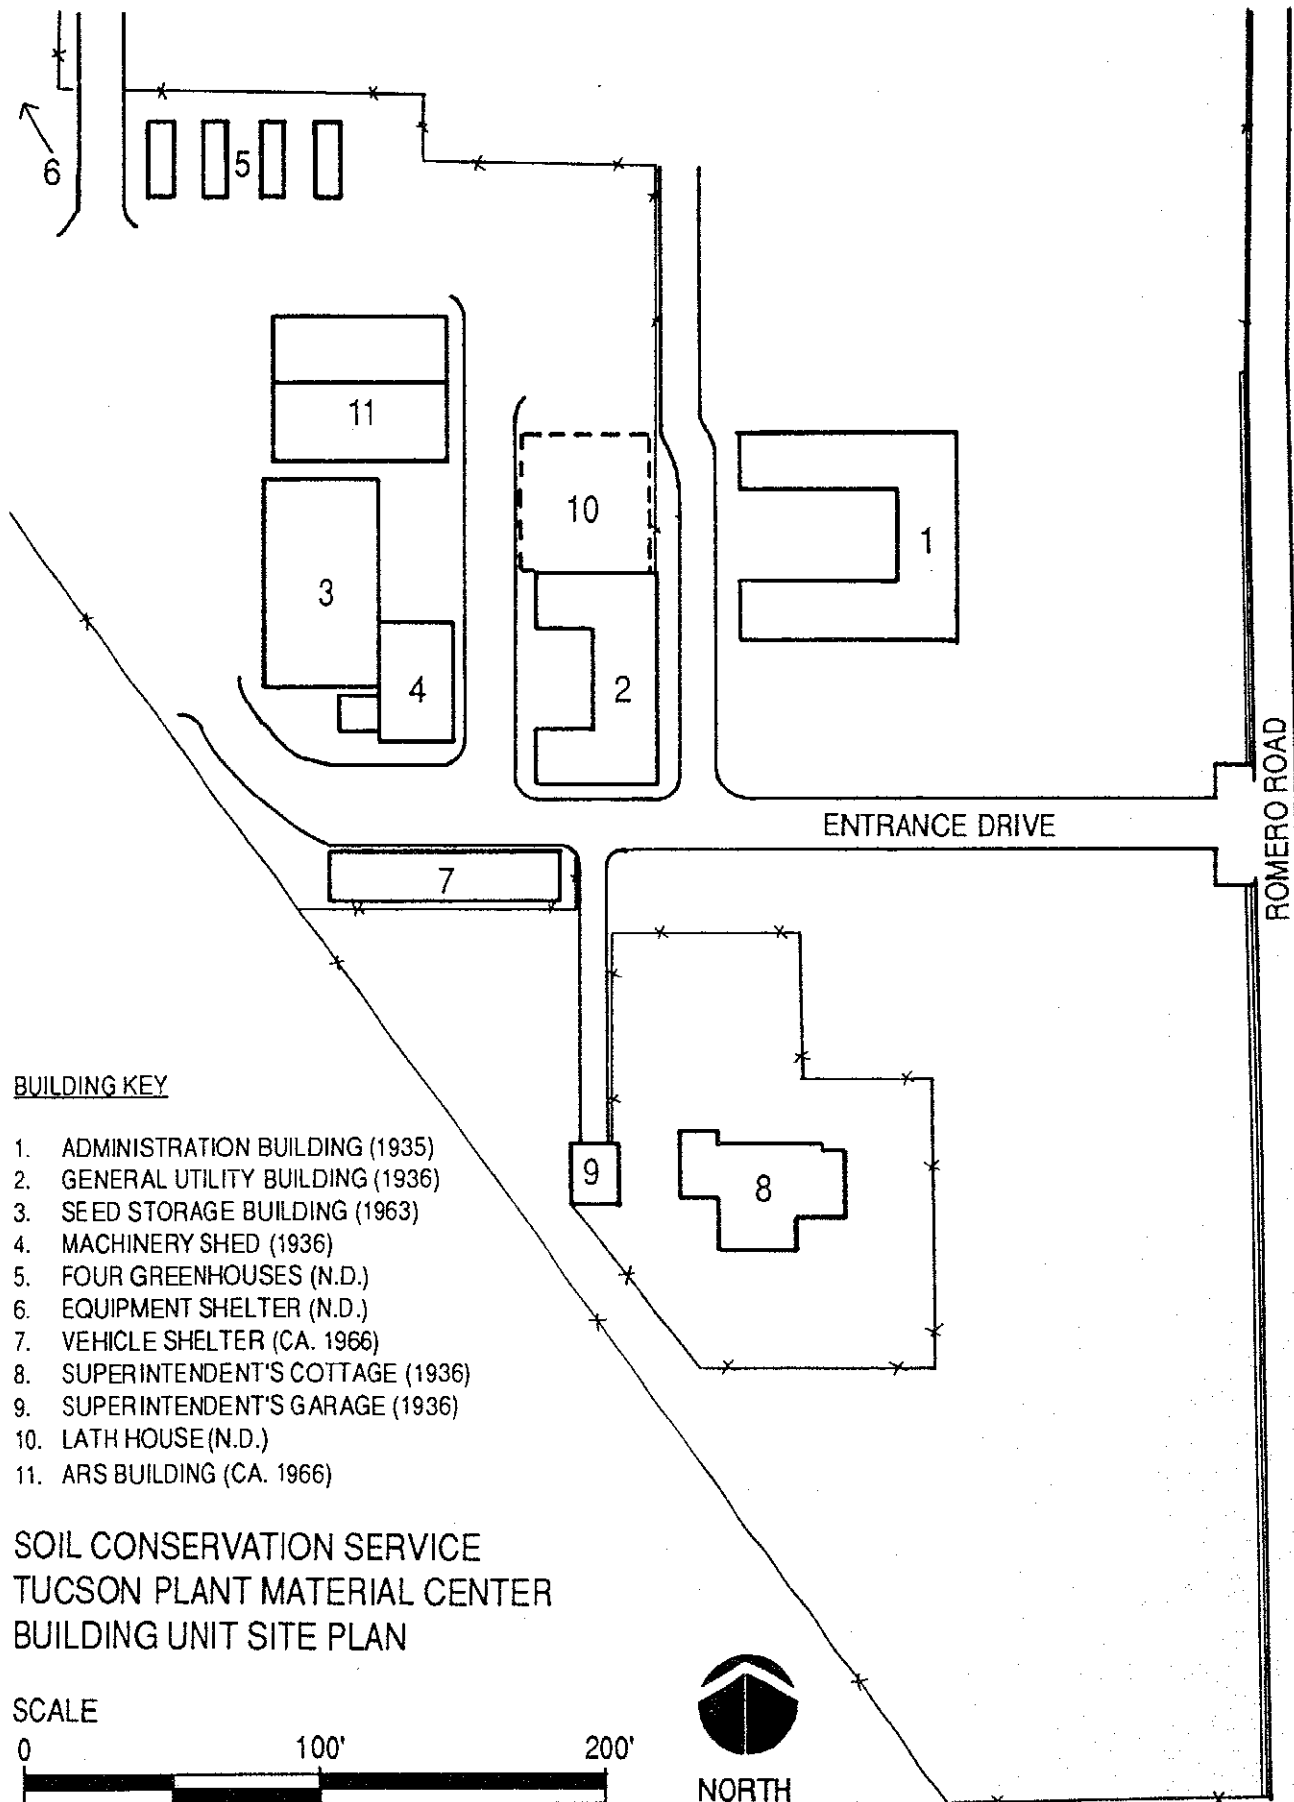 6
5
11
10
1
3
4
2
ROMERO ROAD
ENTRANCE DRIVE
7
9
8
BUILDING KEY
1. ADMINISTRATION BUILDING (1935)
2. GENERAL UTILITY BUILDING (1936)
3. SEED STORAGE BUILDING (1963)
4. MACHINERY SHED (1936)
5. FOUR GREENHOUSES (N.D.)
6. EQUIPMENT SHELTER (N.D.)
7. VEHICLE SHELTER (CA. 1966)
8. SUPERINTENDENT'S COTTAGE (1936)
9. SUPERINTENDENT'S GARAGE (1936)
10. LATH HOUSE (N.D.)
11. ARS BUILDING (CA. 1966)
SOIL CONSERVATION SERVICE
TUCSON PLANT MATERIAL CENTER
BUILDING UNIT SITE PLAN
SCALE
0 100' 200'
NORTH